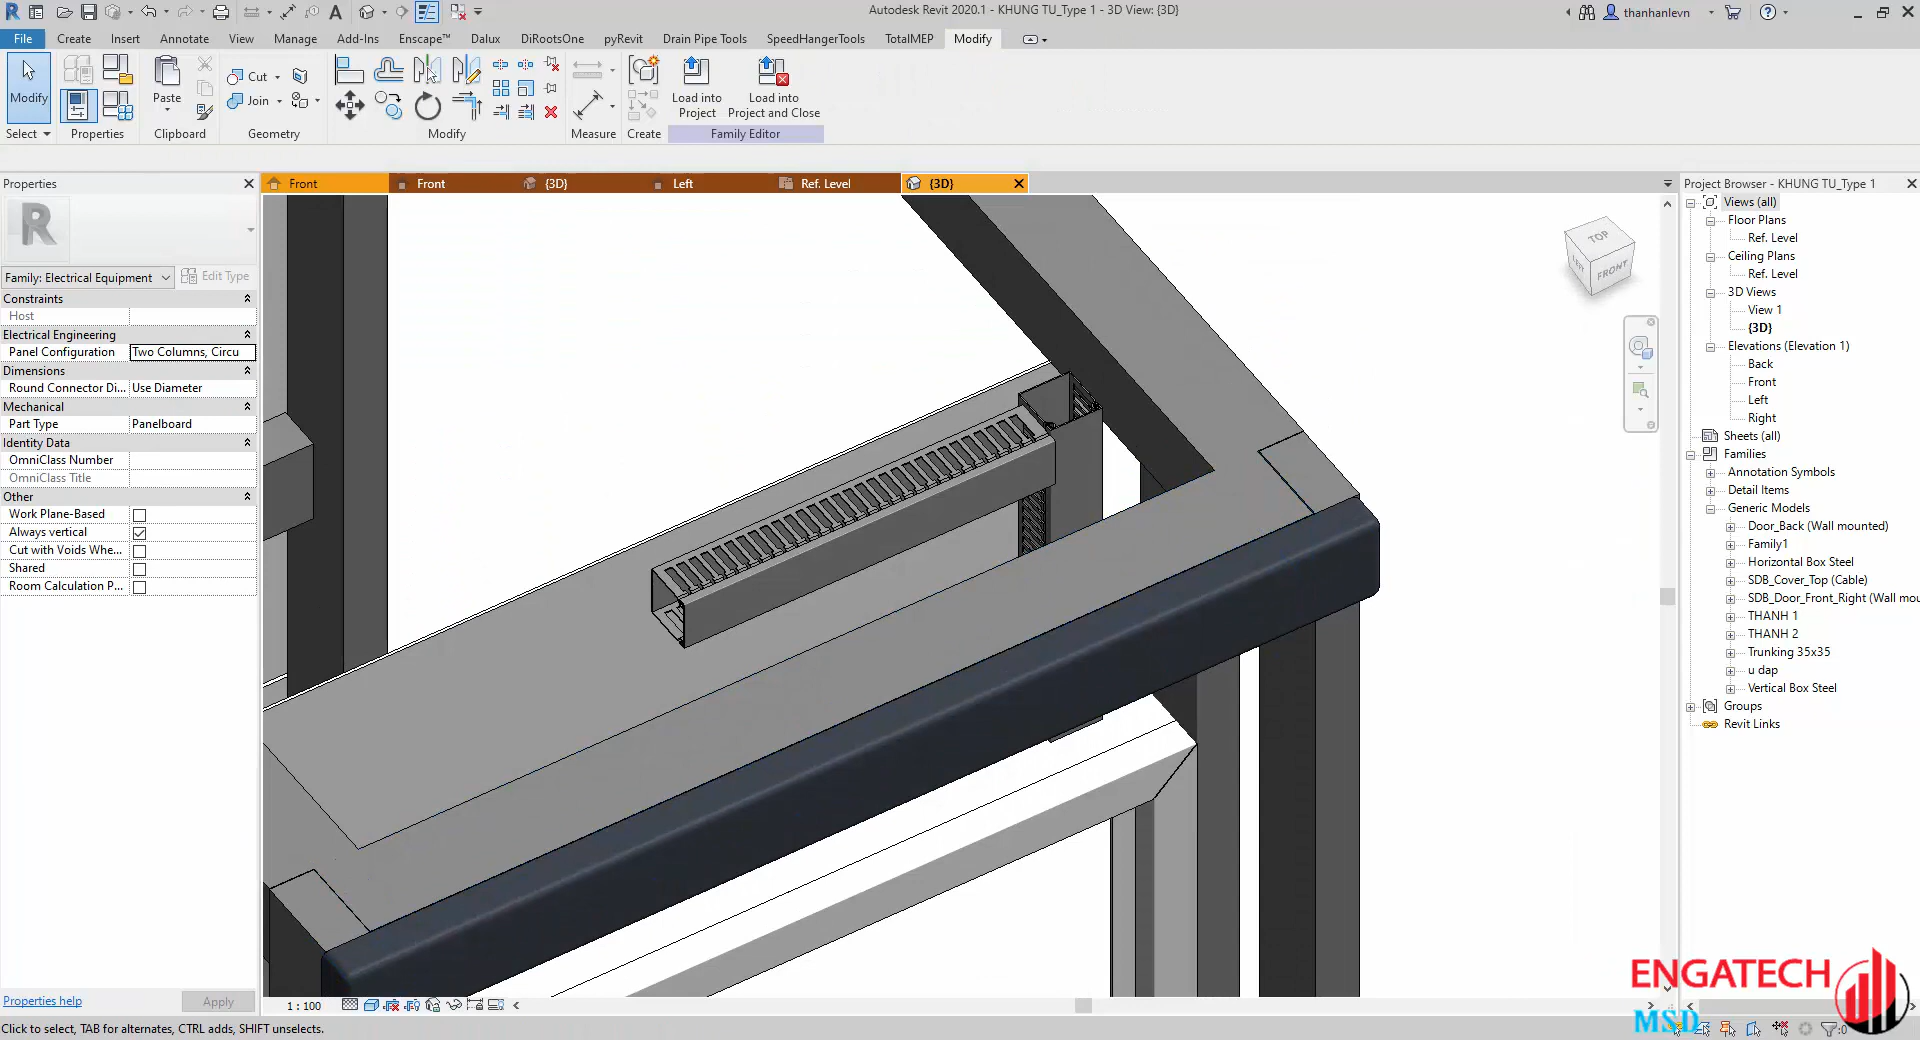 Autodesk Revit 2020.1 - KHUNG TU_Type 1 - 3D View: {3D}
thanhanlevn
File Create Insert Annotate View Manage Add-Ins Enscape™ Dalux DiRootsOne pyRevit Drain Pipe Tools SpeedHangerTools TotalMEP Modify
Modify Paste Cut Join Load into Project Load into Project and Close
Select Properties Clipboard Geometry Modify Measure Create Family Editor
Properties
Front Front {3D} Left Ref. Level {3D}
Project Browser - KHUNG TU_Type 1
Family: Electrical Equipment Edit Type
Constraints
Host
Electrical Engineering
Panel Configuration Two Columns, Circu
Dimensions
Round Connector Di... Use Diameter
Mechanical
Part Type Panelboard
Identity Data
OmniClass Number
OmniClass Title
Other
Work Plane-Based
Always vertical
Cut with Voids Whe...
Shared
Room Calculation P...
Properties help Apply
TOP
LEFT FRONT
Views (all)
Floor Plans
Ref. Level
Ceiling Plans
Ref. Level
3D Views
View 1
{3D}
Elevations (Elevation 1)
Back
Front
Left
Right
Sheets (all)
Families
Annotation Symbols
Detail Items
Generic Models
Door_Back (Wall mounted)
Family1
Horizontal Box Steel
SDB_Cover_Top (Cable)
SDB_Door_Front_Right (Wall mou
THANH 1
THANH 2
Trunking 35x35
u dap
Vertical Box Steel
Groups
Revit Links
1 : 100
Click to select, TAB for alternates, CTRL adds, SHIFT unselects.
ENGATECH
MSD
:0